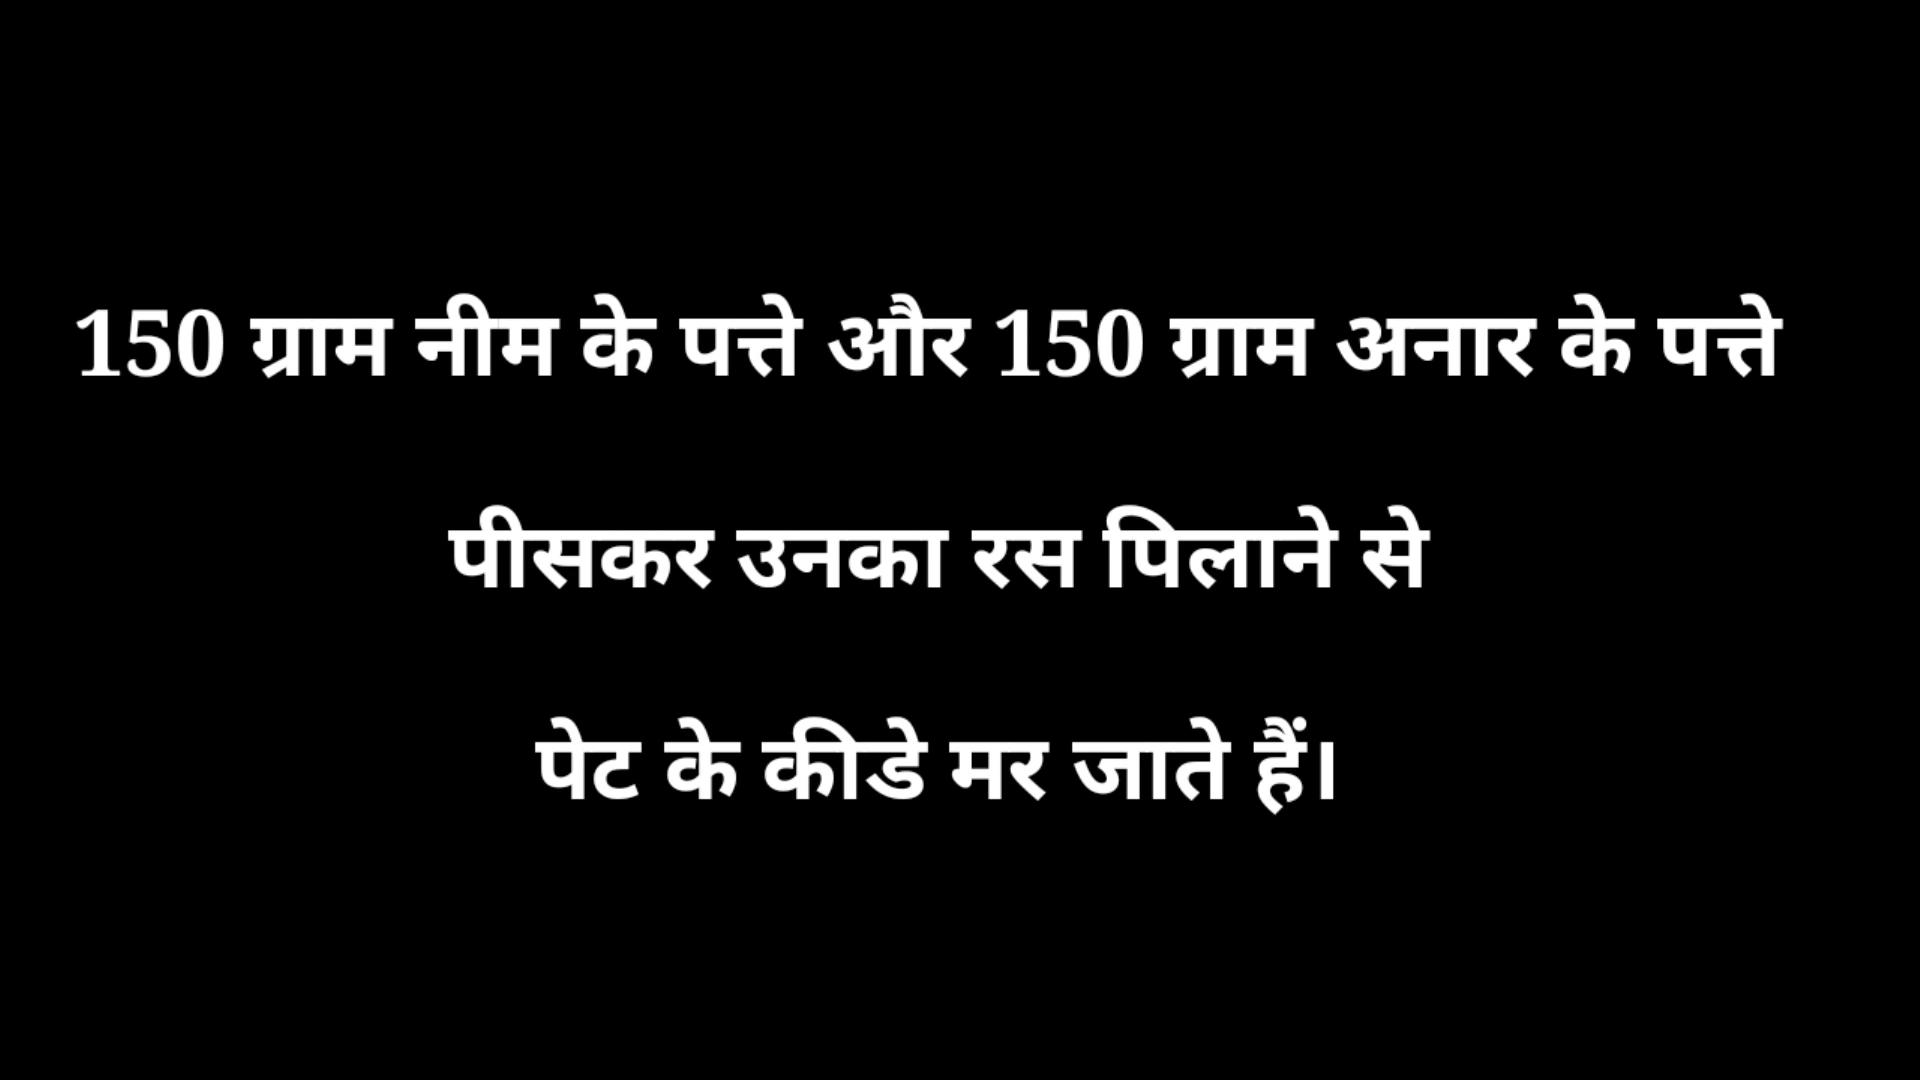 150 ग्राम नीम के पत्ते और 150 ग्राम अनार के पत्ते
पीसकर उनका रस पिलाने से
पेट के कीडे मर जाते हैं।